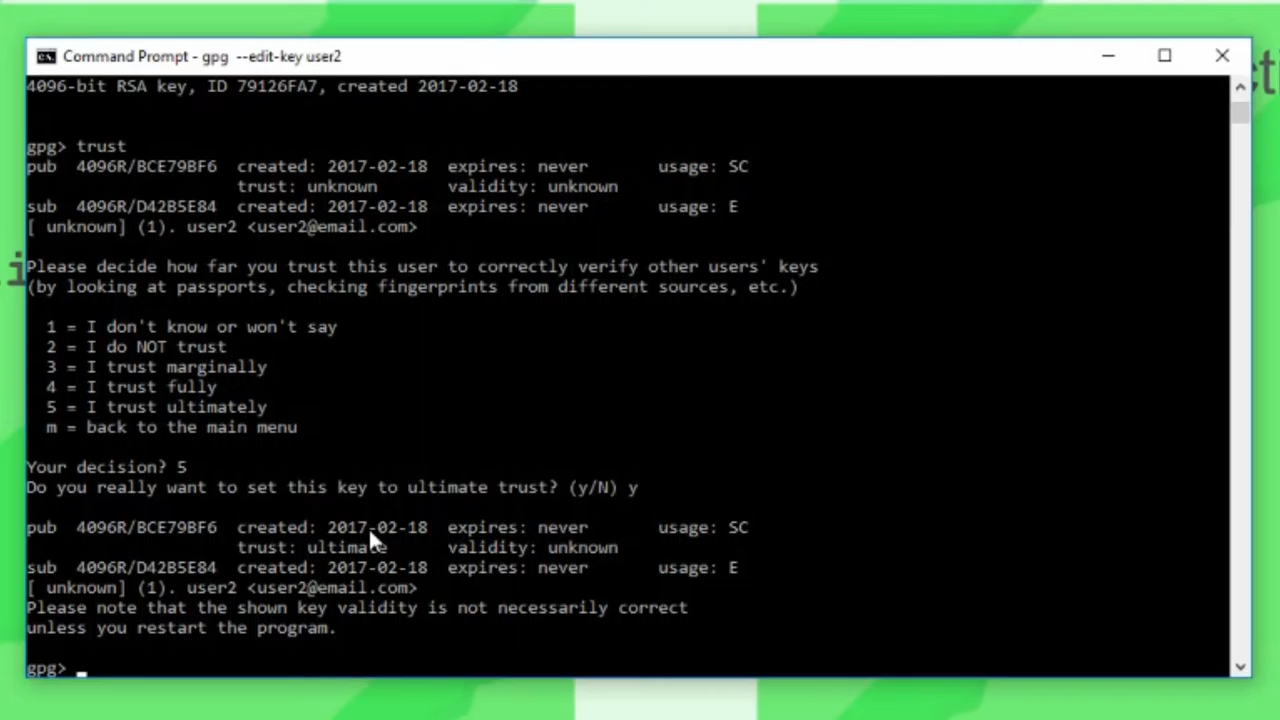 Command Prompt - gpg  --edit-key user2
4096-bit RSA key, ID 79126FA7, created 2017-02-18
gpg> trust
pub  4096R/BCE79BF6  created: 2017-02-18  expires: never       usage: SC
trust: unknown       validity: unknown
sub  4096R/D42B5E84  created: 2017-02-18  expires: never       usage: E
[ unknown] (1). user2 <user2@email.com>
Please decide how far you trust this user to correctly verify other users' keys
(by looking at passports, checking fingerprints from different sources, etc.)
1 = I don't know or won't say
2 = I do NOT trust
3 = I trust marginally
4 = I trust fully
5 = I trust ultimately
m = back to the main menu
Your decision? 5
Do you really want to set this key to ultimate trust? (y/N) y
pub  4096R/BCE79BF6  created: 2017-02-18  expires: never       usage: SC
trust: ultimate      validity: unknown
sub  4096R/D42B5E84  created: 2017-02-18  expires: never       usage: E
[ unknown] (1). user2 <user2@email.com>
Please note that the shown key validity is not necessarily correct
unless you restart the program.
gpg>